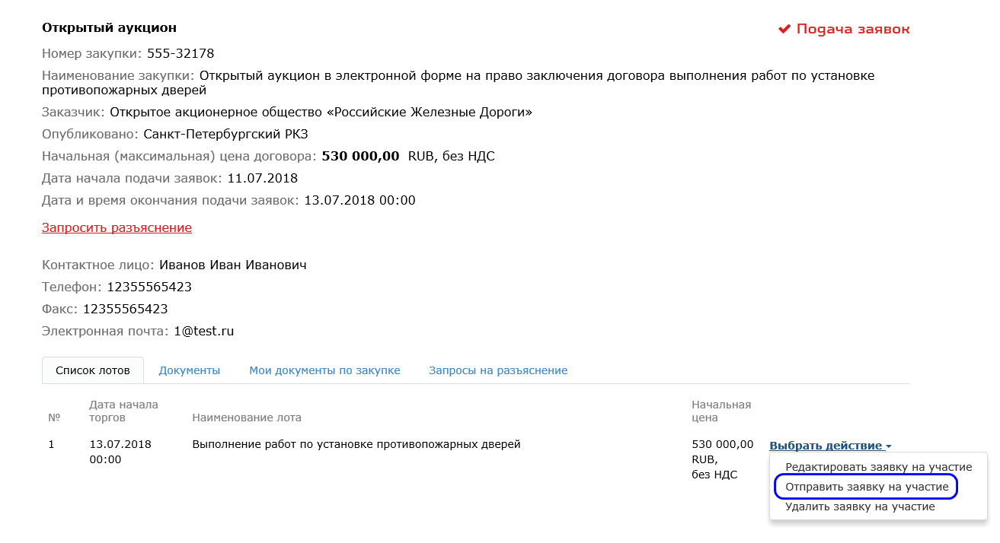 Открытый аукцион
Подача заявок
Номер закупки: 555-32178
Наименование закупки: Открытый аукцион в электронной форме на право заключения договора выполнения работ по установке
противопожарных дверей
Заказчик: Открытое акционерное общество «Российские Железные Дороги»
Опубликовано: Санкт-Петербургский РКЗ
Начальная (максимальная) цена договора: 530 000,00 RUB, без НДС
Дата начала подачи заявок: 11.07.2018
Дата и время окончания подачи заявок: 13.07.2018 00:00
Запросить разъяснение
Контактное лицо: Иванов Иван Иванович
Телефон: 12355565423
Факс: 12355565423
Электронная почта: 1@test.ru
Список лотов Документы Мои документы по закупке Запросы на разъяснение
№
Дата начала
торгов
Наименование лота
Начальная
цена
1
13.07.2018
00:00
Выполнение работ по установке противопожарных дверей
530 000,00
RUB,
без НДС
Выбрать действие
Редактировать заявку на участие
Отправить заявку на участие
Удалить заявку на участие